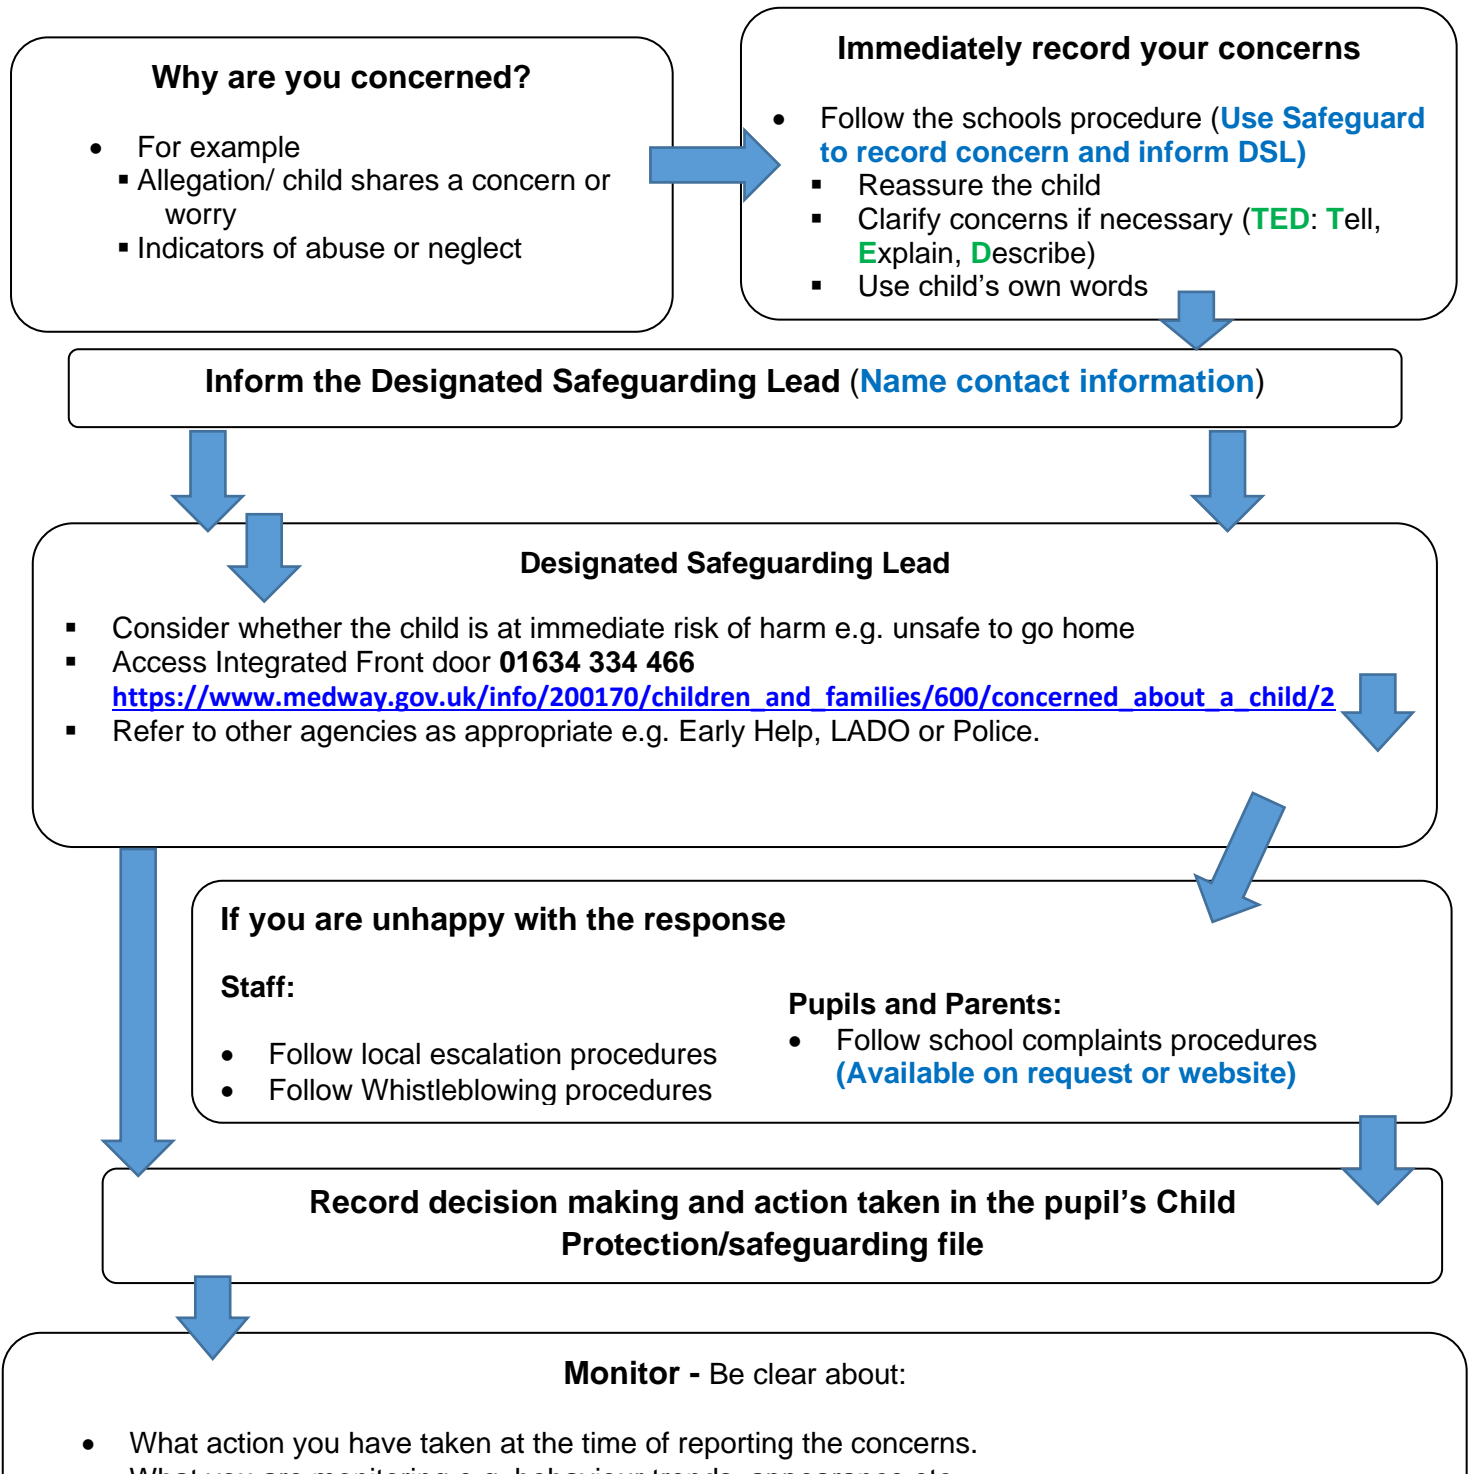 Why are you concerned?
• For example
▪ Allegation/ child shares a concern or
worry
▪ Indicators of abuse or neglect
Immediately record your concerns
• Follow the schools procedure (Use Safeguard
to record concern and inform DSL)
▪ Reassure the child
▪ Clarify concerns if necessary (TED: Tell,
Explain, Describe)
▪ Use child’s own words
Inform the Designated Safeguarding Lead (Name contact information)
Designated Safeguarding Lead
▪ Consider whether the child is at immediate risk of harm e.g. unsafe to go home
▪ Access Integrated Front door 01634 334 466
https://www.medway.gov.uk/info/200170/children_and_families/600/concerned_about_a_child/2
▪ Refer to other agencies as appropriate e.g. Early Help, LADO or Police.
If you are unhappy with the response
Staff:
• Follow local escalation procedures
• Follow Whistleblowing procedures
Pupils and Parents:
• Follow school complaints procedures
(Available on request or website)
Record decision making and action taken in the pupil’s Child
Protection/safeguarding file
Monitor - Be clear about:
• What action you have taken at the time of reporting the concerns.
What you are monitoring e.g. behaviour trends, appearance etc.